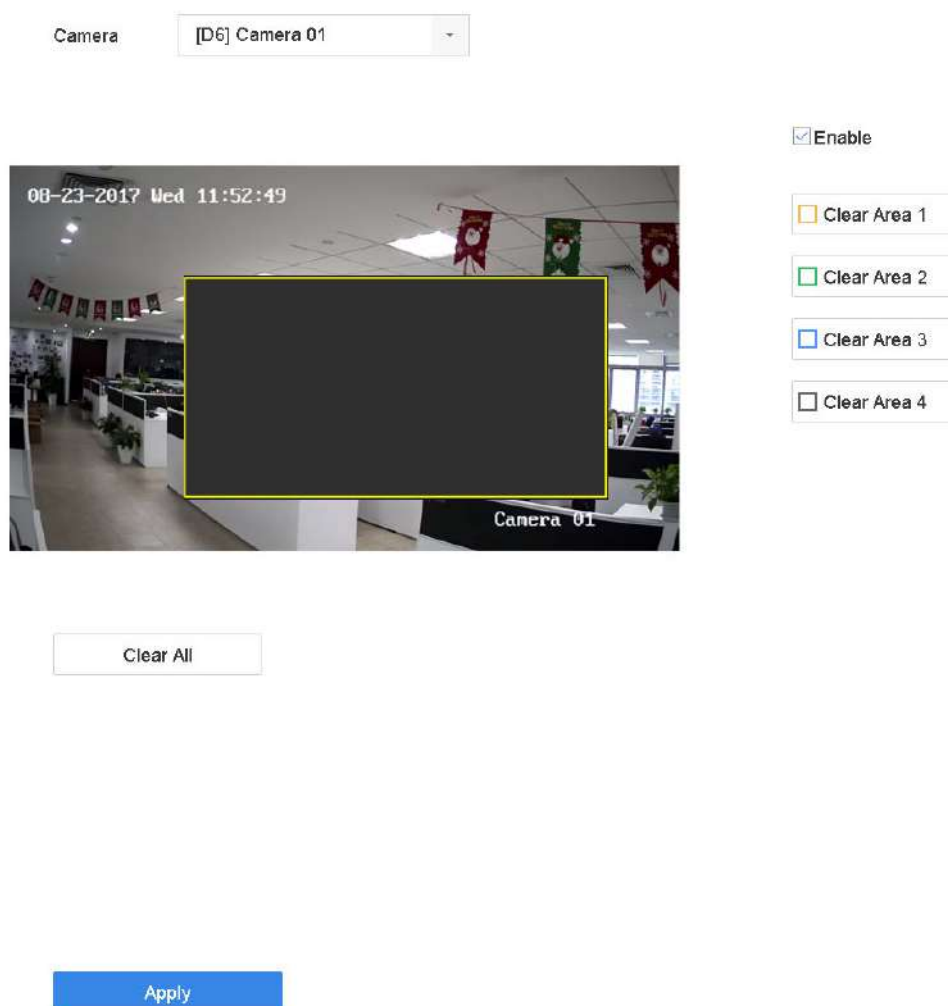 Camera [D6] Camera 01
Enable
08-23-2017 Wed 11:52:49
Clear Area 1
Clear Area 2
Clear Area 3
Clear Area 4
Camera 01
Clear All
Apply